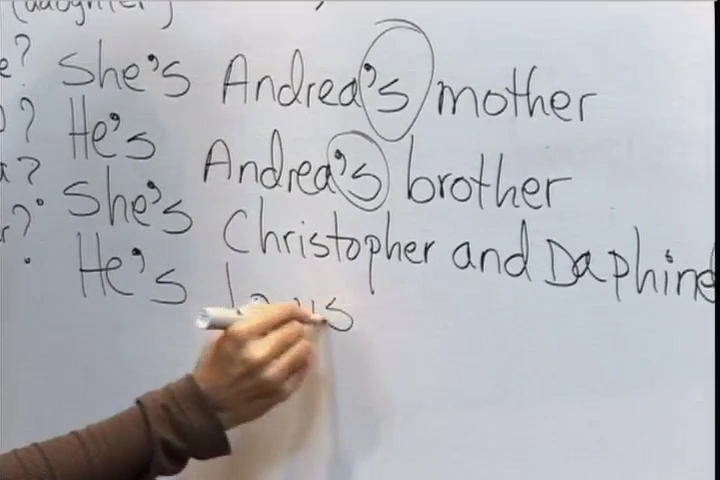 (daughter)
e? She's Andrea's mother
? He's Andrea's brother
a? She's Christopher and Daphine
r? He's